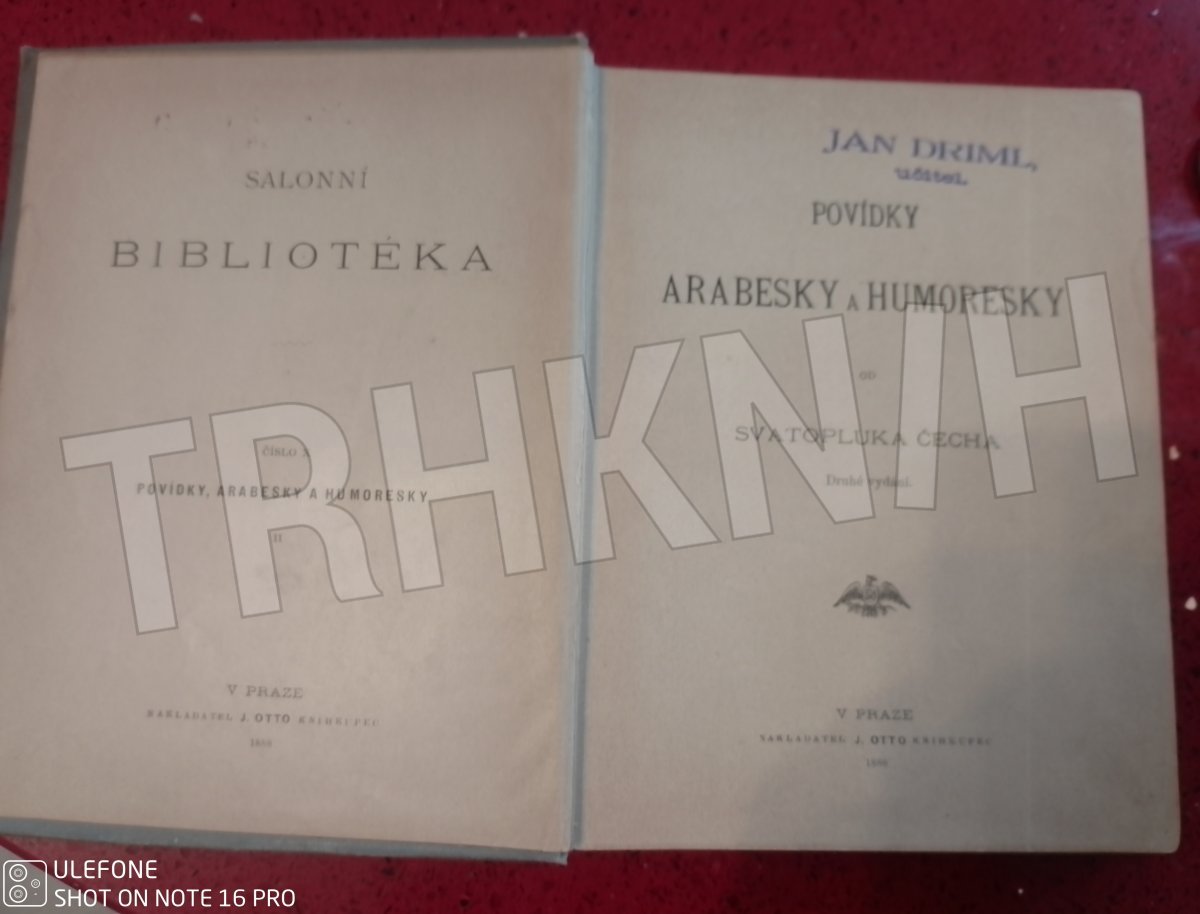 SALONNÍ
BIBLIOTÉKA
ČÍSLO X
POVÍDKY, ARABESKY A HUMORESKY
II
V PRAZE
NAKLADATEL J. OTTO KNIHKUPEC
JAN DRIML,
učitel.
POVÍDKY
ARABESKY A HUMORESKY
OD
SVATOPLUKA ČECHA
Druhé vydání.
V PRAZE
NAKLADATEL J. OTTO KNIHKUPEC
TRHKNIH
ULEFONE
SHOT ON NOTE 16 PRO